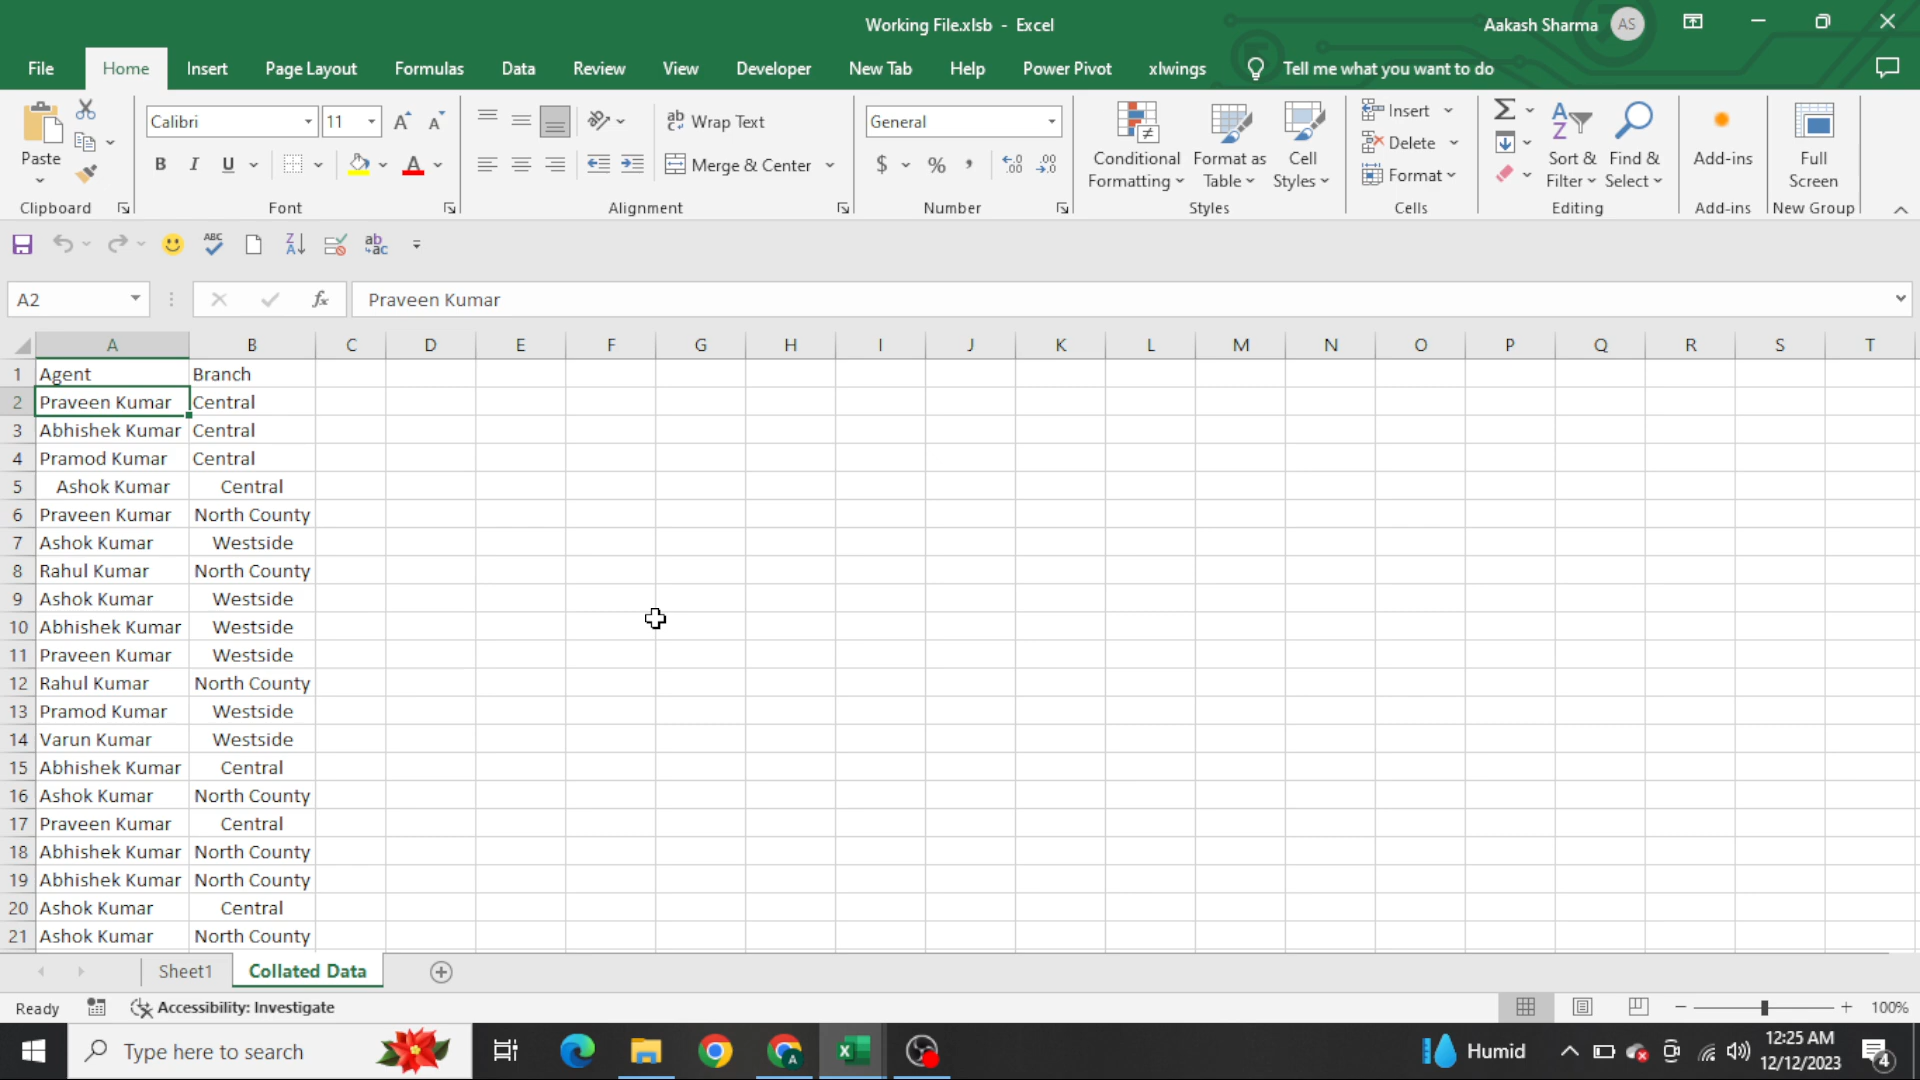 Working File.xlsb - Excel
Aakash Sharma AS
File Home Insert Page Layout Formulas Data Review View Developer New Tab Help Power Pivot xlwings Tell me what you want to do
Paste
Clipboard
Calibri 11
B I U A
Font
ab Wrap Text
Merge & Center
Alignment
General
$ % ,
Number
Conditional Formatting
Format as Table
Cell Styles
Styles
Insert
Delete
Format
Cells
Sort & Filter
Find & Select
Editing
Add-ins
Add-ins
Full Screen
New Group
A2 fx Praveen Kumar
A B C D E F G H I J K L M N O P Q R S T
1 Agent Branch
2 Praveen Kumar Central
3 Abhishek Kumar Central
4 Pramod Kumar Central
5 Ashok Kumar Central
6 Praveen Kumar North County
7 Ashok Kumar Westside
8 Rahul Kumar North County
9 Ashok Kumar Westside
10 Abhishek Kumar Westside
11 Praveen Kumar Westside
12 Rahul Kumar North County
13 Pramod Kumar Westside
14 Varun Kumar Westside
15 Abhishek Kumar Central
16 Ashok Kumar North County
17 Praveen Kumar Central
18 Abhishek Kumar North County
19 Abhishek Kumar North County
20 Ashok Kumar Central
21 Ashok Kumar North County
Sheet1 Collated Data
Ready Accessibility: Investigate 100%
Type here to search
Humid
12:25 AM
12/12/2023
4